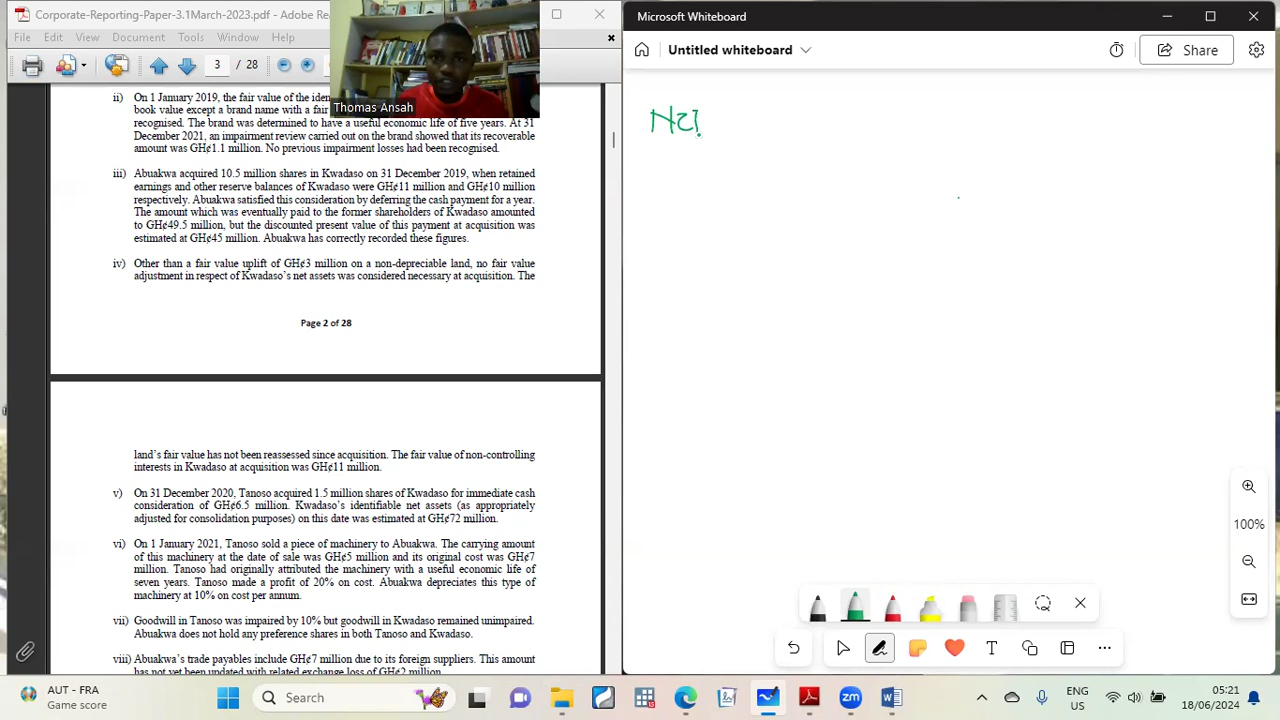 Corporate-Reporting-Paper-3.1March-2023.pdf - Adobe Rea
File Edit View Document Tools Window Help
3 / 28
Thomas Ansah
ii) On 1 January 2019, the fair value of the
book value except a brand name with a fair
recognised. The brand was determined to have a useful economic life of five years. At 31
December 2021, an impairment review carried out on the brand showed that its recoverable
amount was GH¢1.1 million. No previous impairment losses had been recognised.
iii) Abuakwa acquired 10.5 million shares in Kwadaso on 31 December 2019, when retained
earnings and other reserve balances of Kwadaso were GH¢11 million and GH¢10 million
respectively. Abuakwa satisfied this consideration by deferring the cash payment for a year.
The amount which was eventually paid to the former shareholders of Kwadaso amounted
to GH¢49.5 million, but the discounted present value of this payment at acquisition was
estimated at GH¢45 million. Abuakwa has correctly recorded these figures.
iv) Other than a fair value uplift of GH¢3 million on a non-depreciable land, no fair value
adjustment in respect of Kwadaso's net assets was considered necessary at acquisition. The
Page 2 of 28
land's fair value has not been reassessed since acquisition. The fair value of non-controlling
interests in Kwadaso at acquisition was GH¢11 million.
v) On 31 December 2020, Tanoso acquired 1.5 million shares of Kwadaso for immediate cash
consideration of GH¢6.5 million. Kwadaso's identifiable net assets (as appropriately
adjusted for consolidation purposes) on this date was estimated at GH¢72 million.
vi) On 1 January 2021, Tanoso sold a piece of machinery to Abuakwa. The carrying amount
of this machinery at the date of sale was GH¢5 million and its original cost was GH¢7
million. Tanoso had originally attributed the machinery with a useful economic life of
seven years. Tanoso made a profit of 20% on cost. Abuakwa depreciates this type of
machinery at 10% on cost per annum.
vii) Goodwill in Tanoso was impaired by 10% but goodwill in Kwadaso remained unimpaired.
Abuakwa does not hold any preference shares in both Tanoso and Kwadaso.
viii) Abuakwa's trade payables include GH¢7 million due to its foreign suppliers. This amount
has not yet been updated with related exchange loss of GH¢2 million.
Microsoft Whiteboard
Untitled whiteboard
Share
NCI
100%
T
AUT - FRA
Game score
Search
zm
ENG
US
05:21
18/06/2024